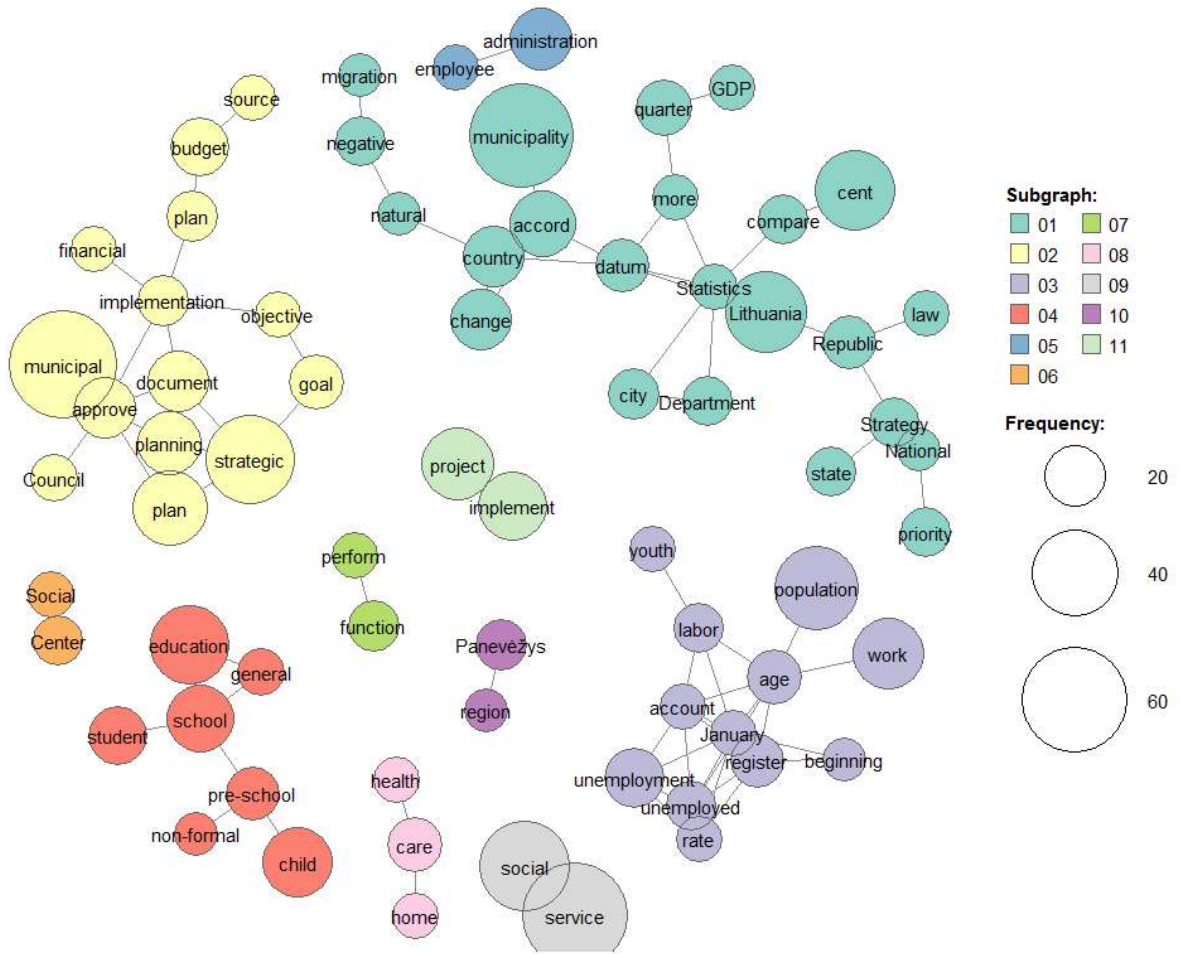 administration
employee
migration
source
GDP
quarter
municipality
negative
budget
cent
more
plan
natural
compare
accord
financial
country
datum
Statistics
implementation
objective
change
Lithuania
law
Republic
municipal
document
goal
approve
city
Department
Strategy
planning
National
strategic
project
Council
state
implement
plan
priority
youth
perform
population
Social
function
labor
Center
education
Panevėžys
work
general
age
region
account
school
student
January
register
beginning
health
unemployment
pre-school
unemployed
non-formal
rate
care
child
social
home
service
Subgraph:
01 07
02 08
03 09
04 10
05 11
06
Frequency:
20
40
60